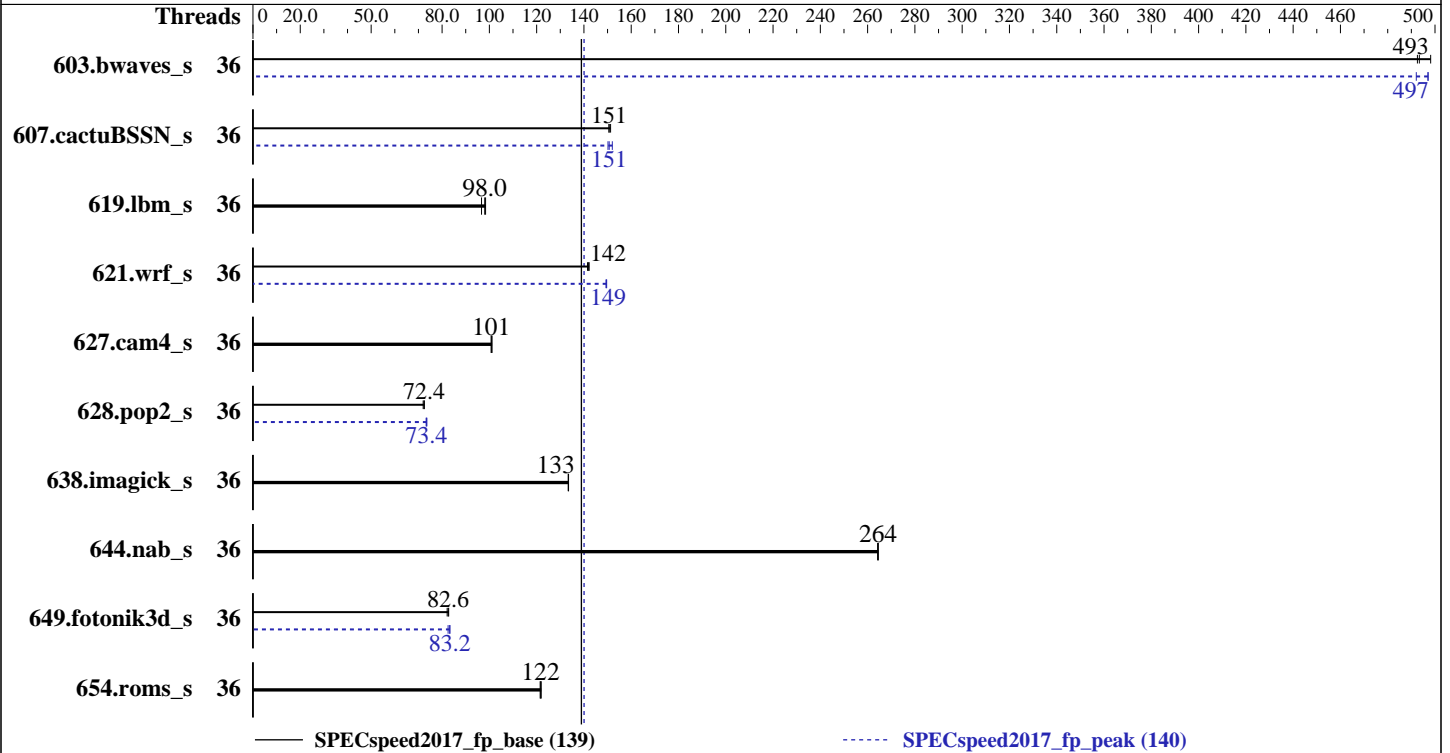 Threads 0 20.0 50.0 80.0 100 120 140 160 180 200 220 240 260 280 300 320 340 360 380 400 420 440 460 500
493
603.bwaves_s 36
497
151
607.cactuBSSN_s 36
151
98.0
619.lbm_s 36
142
621.wrf_s 36
149
101
627.cam4_s 36
72.4
628.pop2_s 36
73.4
133
638.imagick_s 36
264
644.nab_s 36
82.6
649.fotonik3d_s 36
83.2
122
654.roms_s 36
SPECspeed2017_fp_base (139) SPECspeed2017_fp_peak (140)